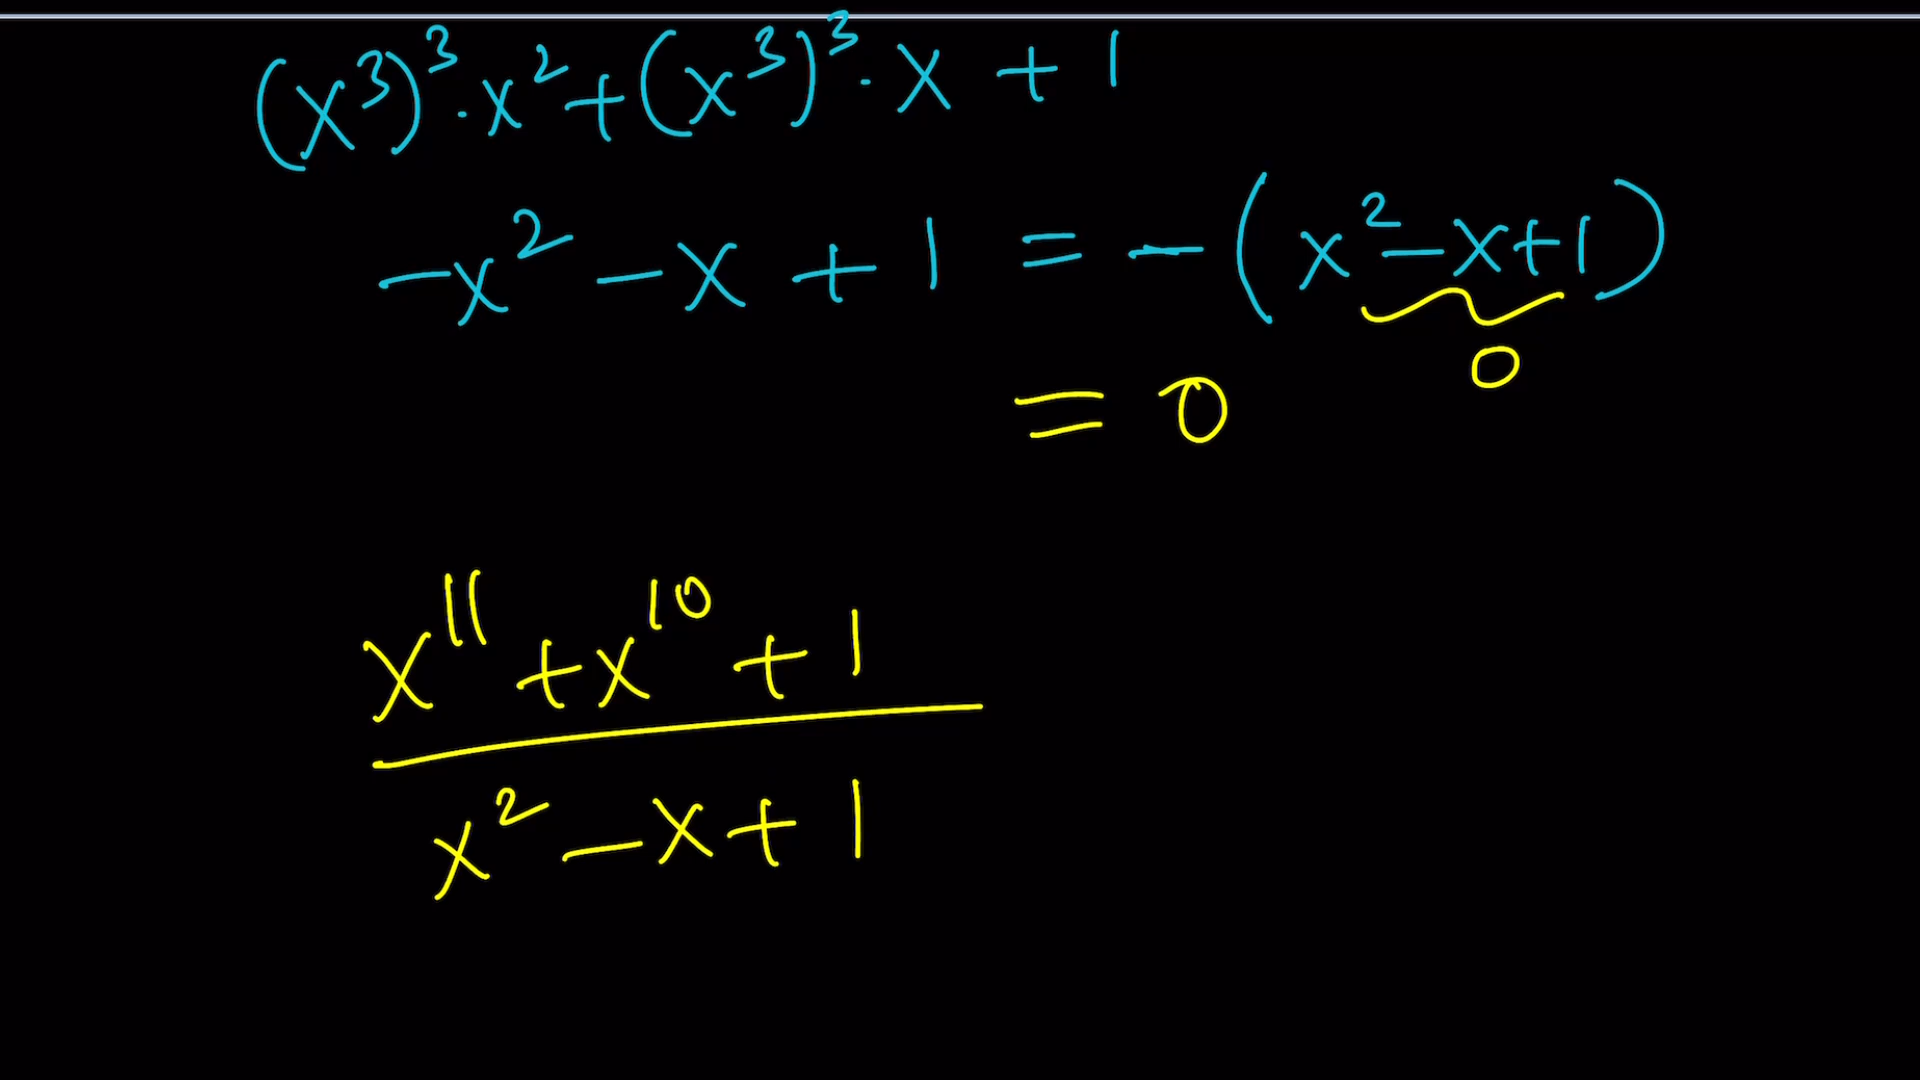 (x³)³·x²+(x³)³·x+1
-x²-x+1 = -(x²-x+1)
0
= 0
x¹¹+x¹⁰+1
x²-x+1